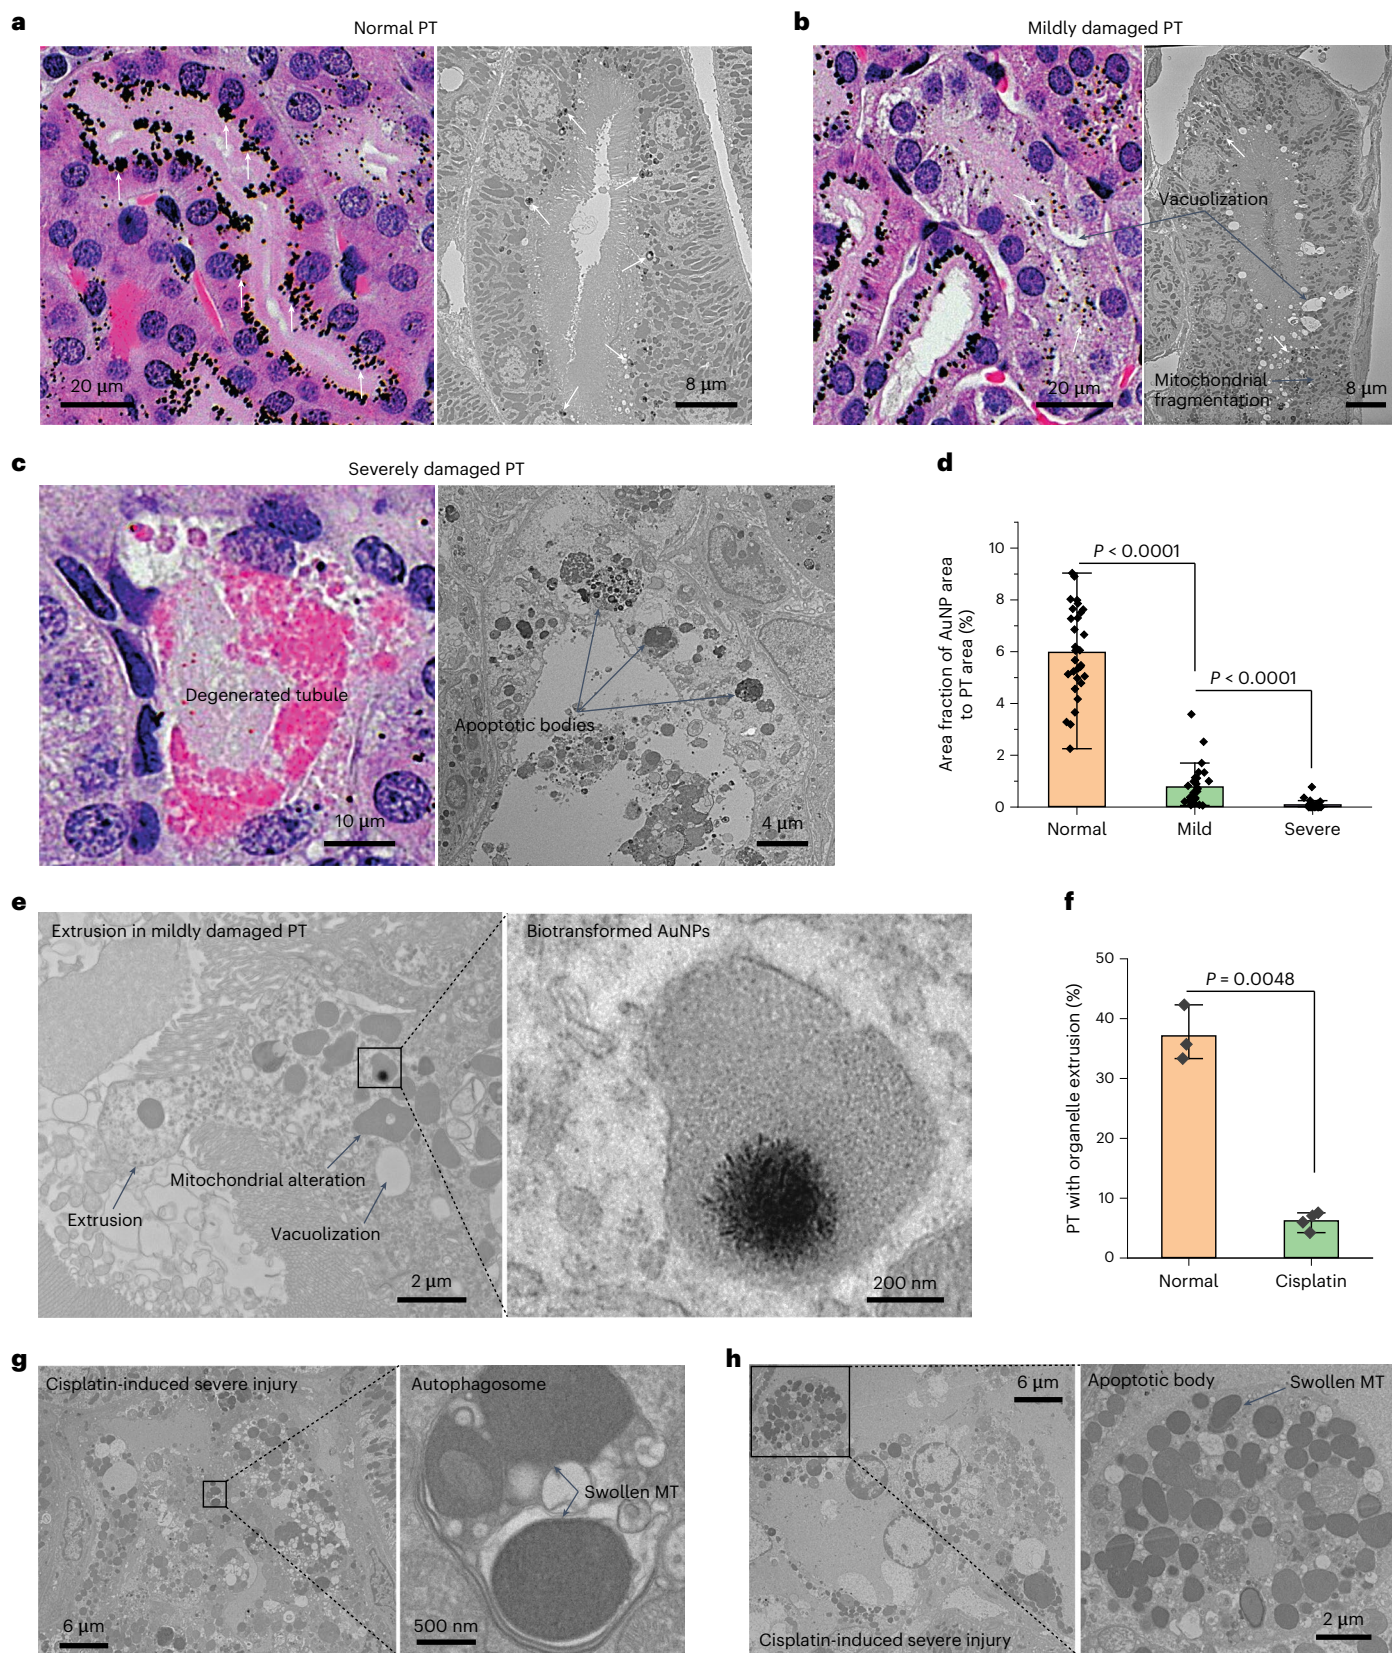 a
Normal PT
20 μm
8 μm
b
Mildly damaged PT
Vacuolization
Mitochondrial
fragmentation
20 μm
8 μm
c
Severely damaged PT
Degenerated tubule
10 μm
Apoptotic bodies
4 μm
d
Area fraction of AuNP area
to PT area (%)
10
8
6
4
2
0
P < 0.0001
P < 0.0001
Normal
Mild
Severe
e
Extrusion in mildly damaged PT
Mitochondrial alteration
Extrusion
Vacuolization
2 μm
Biotransformed AuNPs
200 nm
f
PT with organelle extrusion (%)
50
40
30
20
10
0
P = 0.0048
Normal
Cisplatin
g
Cisplatin-induced severe injury
6 μm
Autophagosome
Swollen MT
500 nm
h
6 μm
Cisplatin-induced severe injury
Apoptotic body
Swollen MT
2 μm